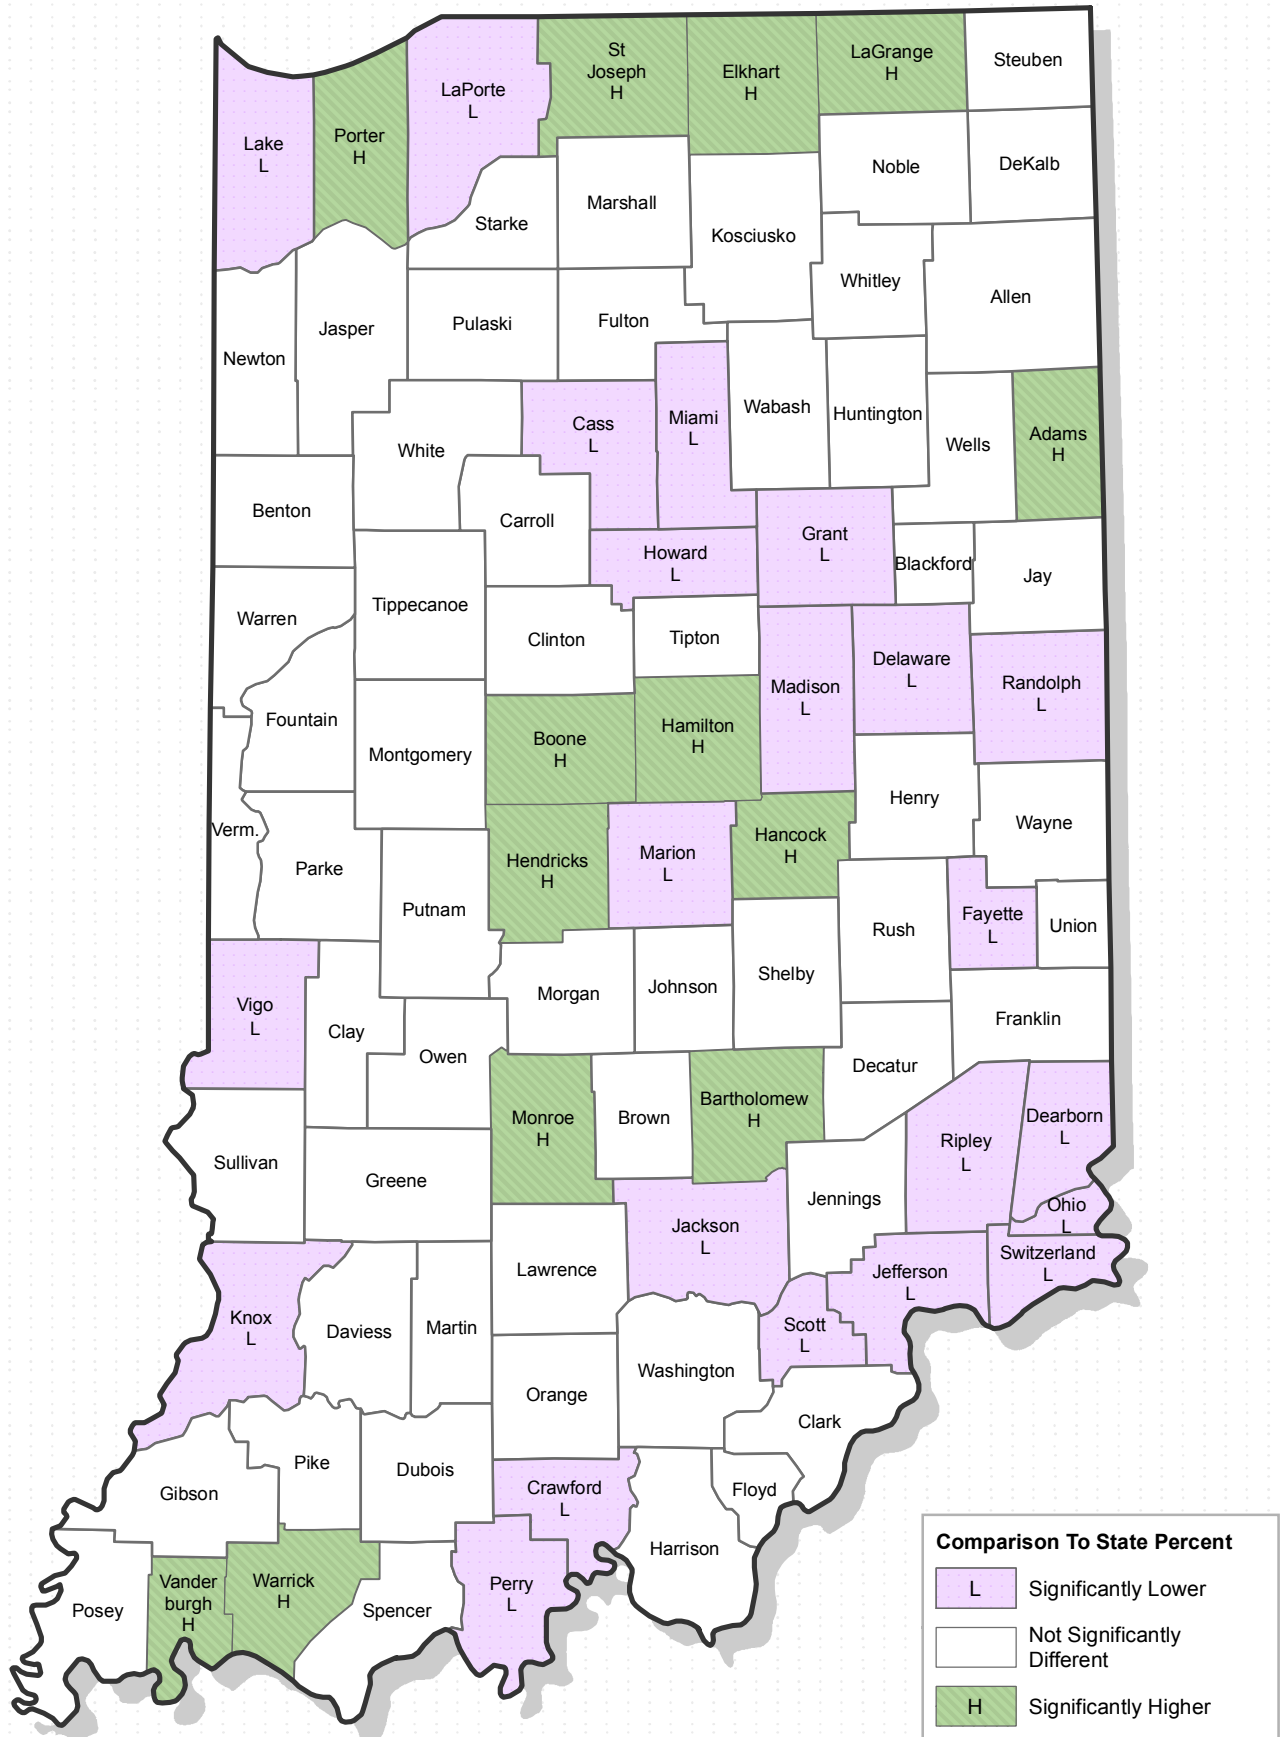 St
Joseph
H
Elkhart
H
LaGrange
H
Steuben
LaPorte
L
Lake
L
Porter
H
Noble
DeKalb
Marshall
Starke
Kosciusko
Whitley
Allen
Newton
Jasper
Pulaski
Fulton
Cass
L
Miami
L
Wabash
Huntington
Wells
Adams
H
White
Benton
Carroll
Grant
L
Howard
L
Blackford
Jay
Warren
Tippecanoe
Clinton
Tipton
Madison
L
Delaware
L
Randolph
L
Fountain
Montgomery
Boone
H
Hamilton
H
Henry
Wayne
Verm.
Parke
Putnam
Hendricks
H
Marion
L
Hancock
H
Rush
Fayette
L
Union
Vigo
L
Clay
Owen
Morgan
Johnson
Shelby
Franklin
Decatur
Sullivan
Greene
Monroe
H
Brown
Bartholomew
H
Ripley
L
Dearborn
L
Ohio
L
Jennings
Jackson
L
Switzerland
L
Jefferson
L
Lawrence
Knox
L
Daviess
Martin
Scott
L
Washington
Orange
Clark
Pike
Dubois
Gibson
Crawford
L
Floyd
Harrison
Perry
L
Spencer
Warrick
H
Vander
burgh
H
Posey
Comparison To State Percent
L Significantly Lower
Not Significantly
Different
H Significantly Higher